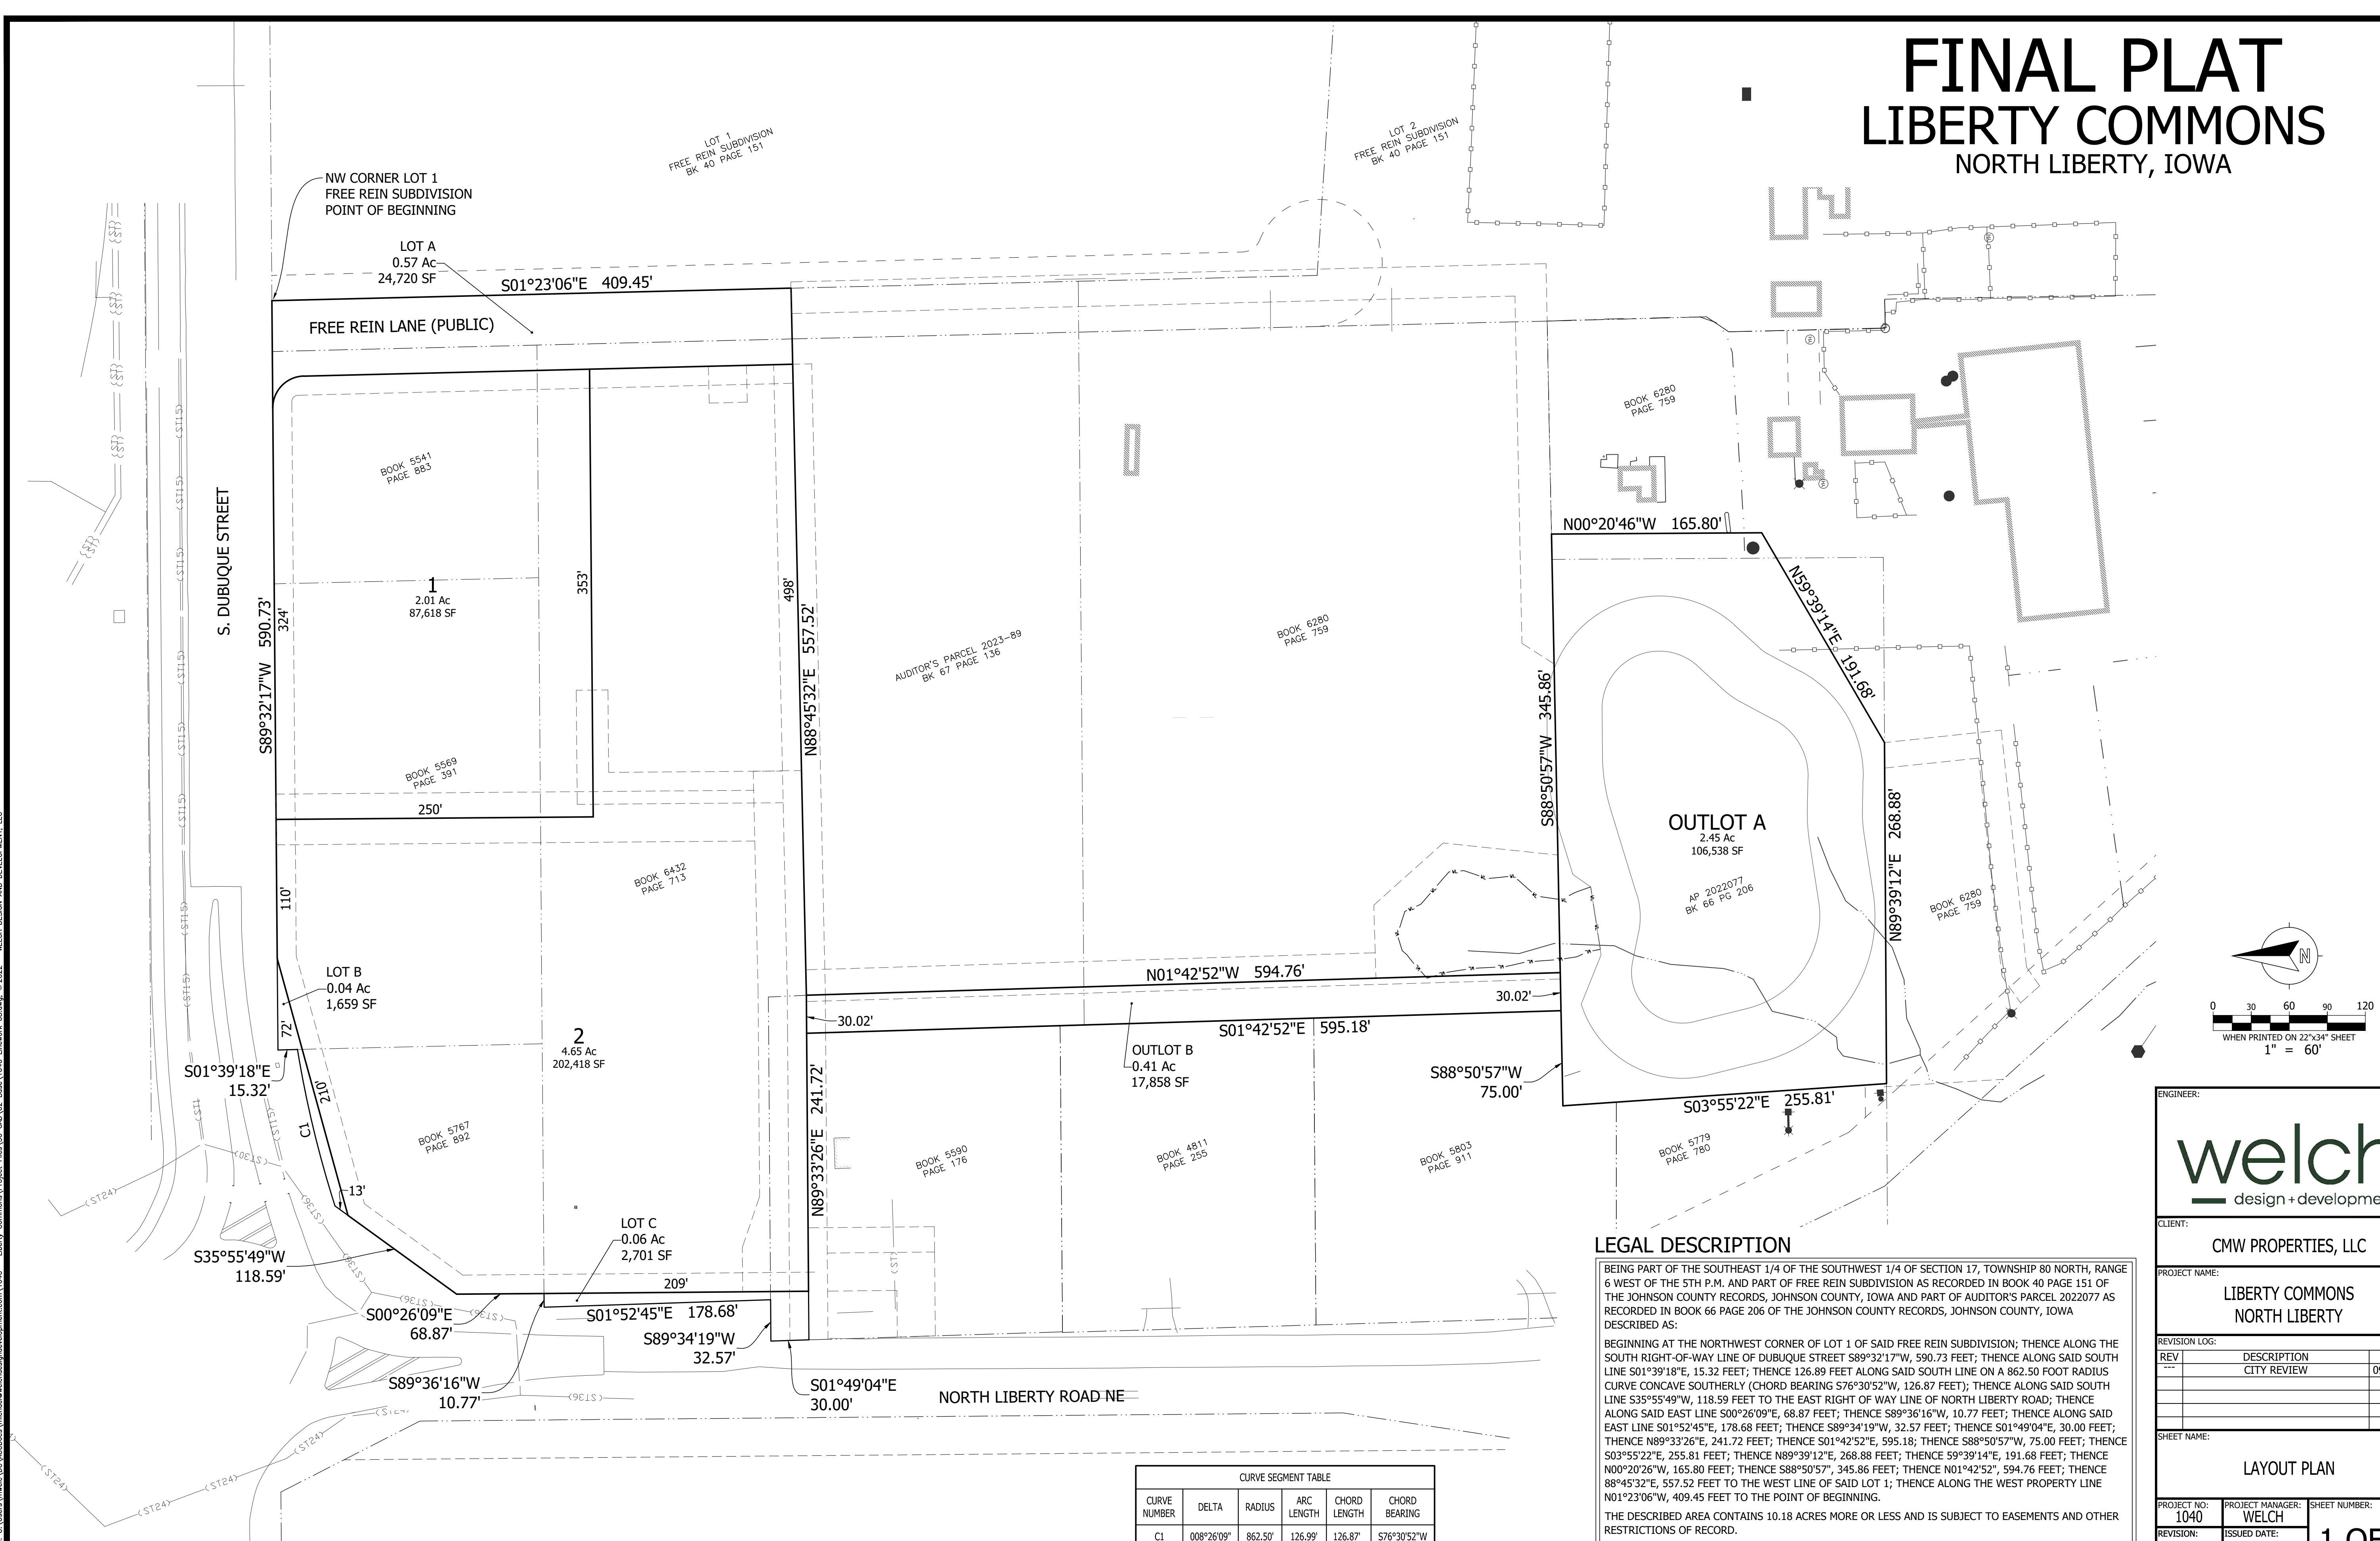 FINAL PLAT
LIBERTY COMMONS
NORTH LIBERTY, IOWA
LOT 1
FREE REIN SUBDIVISION
BK 40 PAGE 151
LOT 2
FREE REIN SUBDIVISION
BK 40 PAGE 151
NW CORNER LOT 1
FREE REIN SUBDIVISION
POINT OF BEGINNING
LOT A
0.57 Ac
24,720 SF
S01°23'06"E 409.45'
FREE REIN LANE (PUBLIC)
S. DUBUQUE STREET
S89°32'17"W 590.73'
324'
BOOK 5541
PAGE 883
1
2.01 Ac
87,618 SF
353'
498'
N88°45'32"E 557.52'
BOOK 5569
PAGE 391
250'
110'
BOOK 6432
PAGE 713
AUDITOR'S PARCEL 2023-89
BK 67 PAGE 136
BOOK 6280
PAGE 759
BOOK 6280
PAGE 759
N00°20'46"W 165.80'
N59°39'14"E 191.68'
S88°50'57"W 345.86'
OUTLOT A
2.45 Ac
106,538 SF
AP 2022077
BK 66 PG 206
N89°39'12"E 268.88'
BOOK 6280
PAGE 759
LOT B
0.04 Ac
1,659 SF
72'
S01°39'18"E
15.32'
210'
C1
2
4.65 Ac
202,418 SF
BOOK 5767
PAGE 892
13'
N01°42'52"W 594.76'
30.02'
30.02'
S01°42'52"E 595.18'
OUTLOT B
0.41 Ac
17,858 SF
S88°50'57"W
75.00'
S03°55'22"E 255.81'
N89°33'26"E 241.72'
BOOK 5590
PAGE 176
BOOK 4811
PAGE 255
BOOK 5803
PAGE 911
BOOK 5779
PAGE 780
LOT C
0.06 Ac
2,701 SF
209'
S35°55'49"W
118.59'
S00°26'09"E
68.87'
S01°52'45"E 178.68'
S89°34'19"W
32.57'
S89°36'16"W
10.77'
S01°49'04"E
30.00'
NORTH LIBERTY ROAD NE
N
0 30 60 90 120
WHEN PRINTED ON 22"x34" SHEET
1" = 60'
LEGAL DESCRIPTION
BEING PART OF THE SOUTHEAST 1/4 OF THE SOUTHWEST 1/4 OF SECTION 17, TOWNSHIP 80 NORTH, RANGE
6 WEST OF THE 5TH P.M. AND PART OF FREE REIN SUBDIVISION AS RECORDED IN BOOK 40 PAGE 151 OF
THE JOHNSON COUNTY RECORDS, JOHNSON COUNTY, IOWA AND PART OF AUDITOR'S PARCEL 2022077 AS
RECORDED IN BOOK 66 PAGE 206 OF THE JOHNSON COUNTY RECORDS, JOHNSON COUNTY, IOWA
DESCRIBED AS:
BEGINNING AT THE NORTHWEST CORNER OF LOT 1 OF SAID FREE REIN SUBDIVISION; THENCE ALONG THE
SOUTH RIGHT-OF-WAY LINE OF DUBUQUE STREET S89°32'17"W, 590.73 FEET; THENCE ALONG SAID SOUTH
LINE S01°39'18"E, 15.32 FEET; THENCE 126.89 FEET ALONG SAID SOUTH LINE ON A 862.50 FOOT RADIUS
CURVE CONCAVE SOUTHERLY (CHORD BEARING S76°30'52"W, 126.87 FEET); THENCE ALONG SAID SOUTH
LINE S35°55'49"W, 118.59 FEET TO THE EAST RIGHT OF WAY LINE OF NORTH LIBERTY ROAD; THENCE
ALONG SAID EAST LINE S00°26'09"E, 68.87 FEET; THENCE S89°36'16"W, 10.77 FEET; THENCE ALONG SAID
EAST LINE S01°52'45"E, 178.68 FEET; THENCE S89°34'19"W, 32.57 FEET; THENCE S01°49'04"E, 30.00 FEET;
THENCE N89°33'26"E, 241.72 FEET; THENCE S01°42'52"E, 595.18; THENCE S88°50'57"W, 75.00 FEET; THENCE
S03°55'22"E, 255.81 FEET; THENCE N89°39'12"E, 268.88 FEET; THENCE 59°39'14"E, 191.68 FEET; THENCE
N00°20'26"W, 165.80 FEET; THENCE S88°50'57", 345.86 FEET; THENCE N01°42'52", 594.76 FEET; THENCE
88°45'32"E, 557.52 FEET TO THE WEST LINE OF SAID LOT 1; THENCE ALONG THE WEST PROPERTY LINE
N01°23'06"W, 409.45 FEET TO THE POINT OF BEGINNING.
THE DESCRIBED AREA CONTAINS 10.18 ACRES MORE OR LESS AND IS SUBJECT TO EASEMENTS AND OTHER
RESTRICTIONS OF RECORD.
CURVE SEGMENT TABLE
CURVE NUMBER DELTA RADIUS ARC LENGTH CHORD LENGTH CHORD BEARING
C1 008°26'09" 862.50' 126.99' 126.87' S76°30'52"W
ENGINEER:
welch
design+developme
CLIENT:
CMW PROPERTIES, LLC
PROJECT NAME:
LIBERTY COMMONS
NORTH LIBERTY
REVISION LOG:
REV DESCRIPTION
--- CITY REVIEW
SHEET NAME:
LAYOUT PLAN
PROJECT NO: PROJECT MANAGER: SHEET NUMBER:
1040 WELCH
REVISION: ISSUED DATE:
1 OF